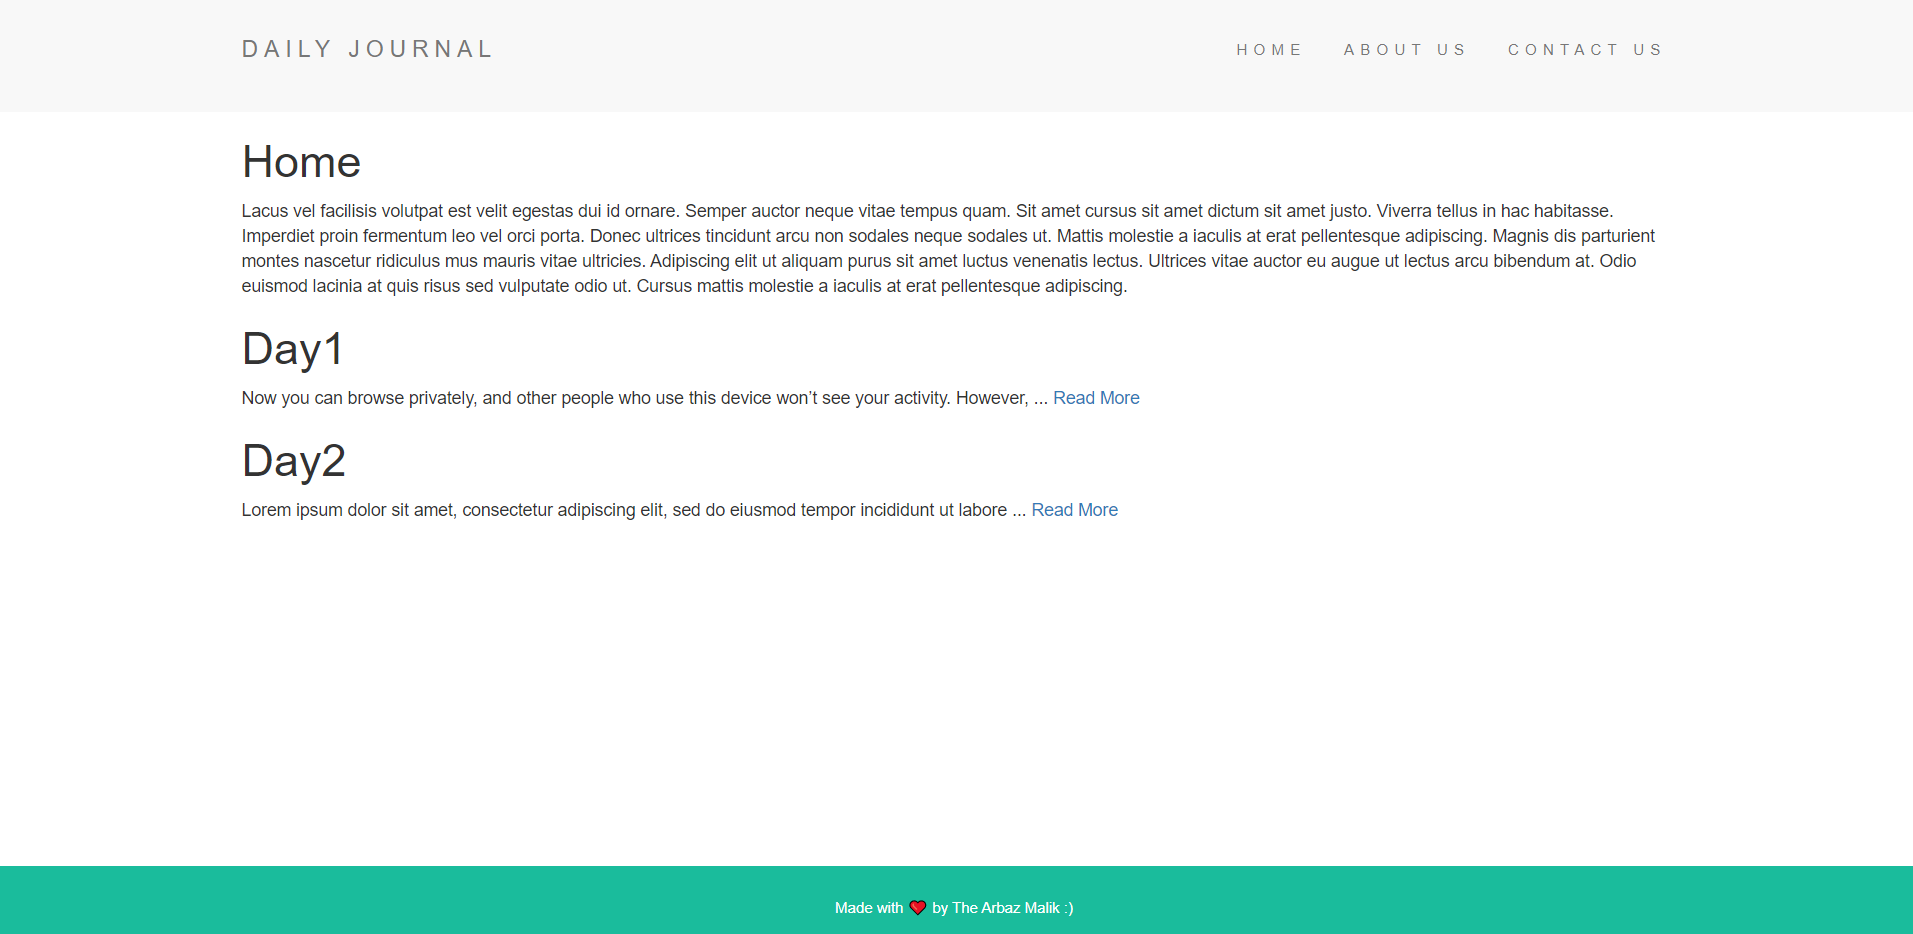 DAILY JOURNAL
HOME ABOUT US CONTACT US
Home
Lacus vel facilisis volutpat est velit egestas dui id ornare. Semper auctor neque vitae tempus quam. Sit amet cursus sit amet dictum sit amet justo. Viverra tellus in hac habitasse.
Imperdiet proin fermentum leo vel orci porta. Donec ultrices tincidunt arcu non sodales neque sodales ut. Mattis molestie a iaculis at erat pellentesque adipiscing. Magnis dis parturient
montes nascetur ridiculus mus mauris vitae ultricies. Adipiscing elit ut aliquam purus sit amet luctus venenatis lectus. Ultrices vitae auctor eu augue ut lectus arcu bibendum at. Odio
euismod lacinia at quis risus sed vulputate odio ut. Cursus mattis molestie a iaculis at erat pellentesque adipiscing.
Day1
Now you can browse privately, and other people who use this device won’t see your activity. However, ... Read More
Day2
Lorem ipsum dolor sit amet, consectetur adipiscing elit, sed do eiusmod tempor incididunt ut labore ... Read More
Made with ❤ by The Arbaz Malik :)